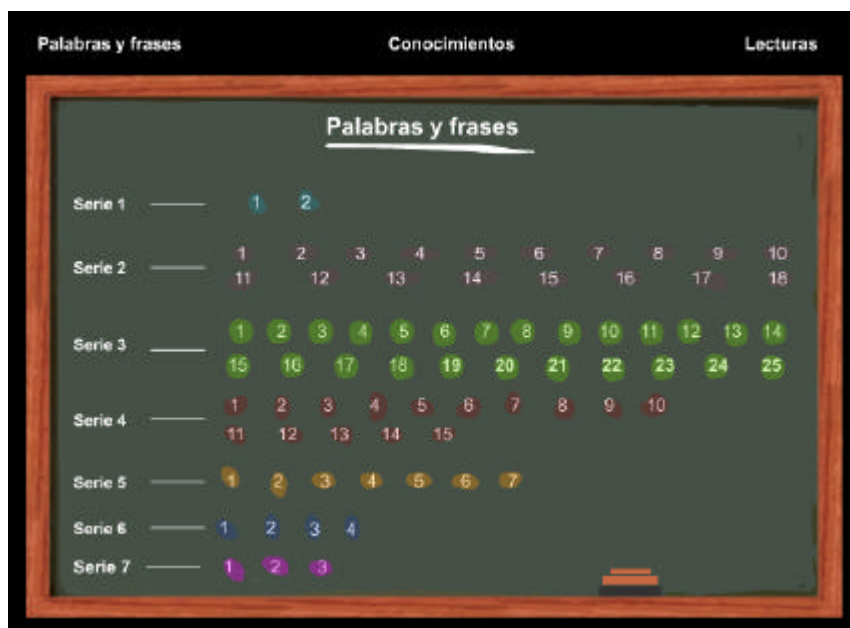 Palabras y frases Conocimientos Lecturas
Palabras y frases
Serie 1 1 2
Serie 2 1 2 3 4 5 6 7 8 9 10
11 12 13 14 15 16 17 18
Serie 3 1 2 3 4 5 6 7 8 9 10 11 12 13 14
15 16 17 18 19 20 21 22 23 24 25
Serie 4 1 2 3 4 5 6 7 8 9 10
11 12 13 14 15
Serie 5 1 2 3 4 5 6 7
Serie 6 1 2 3 4
Serie 7 1 2 3